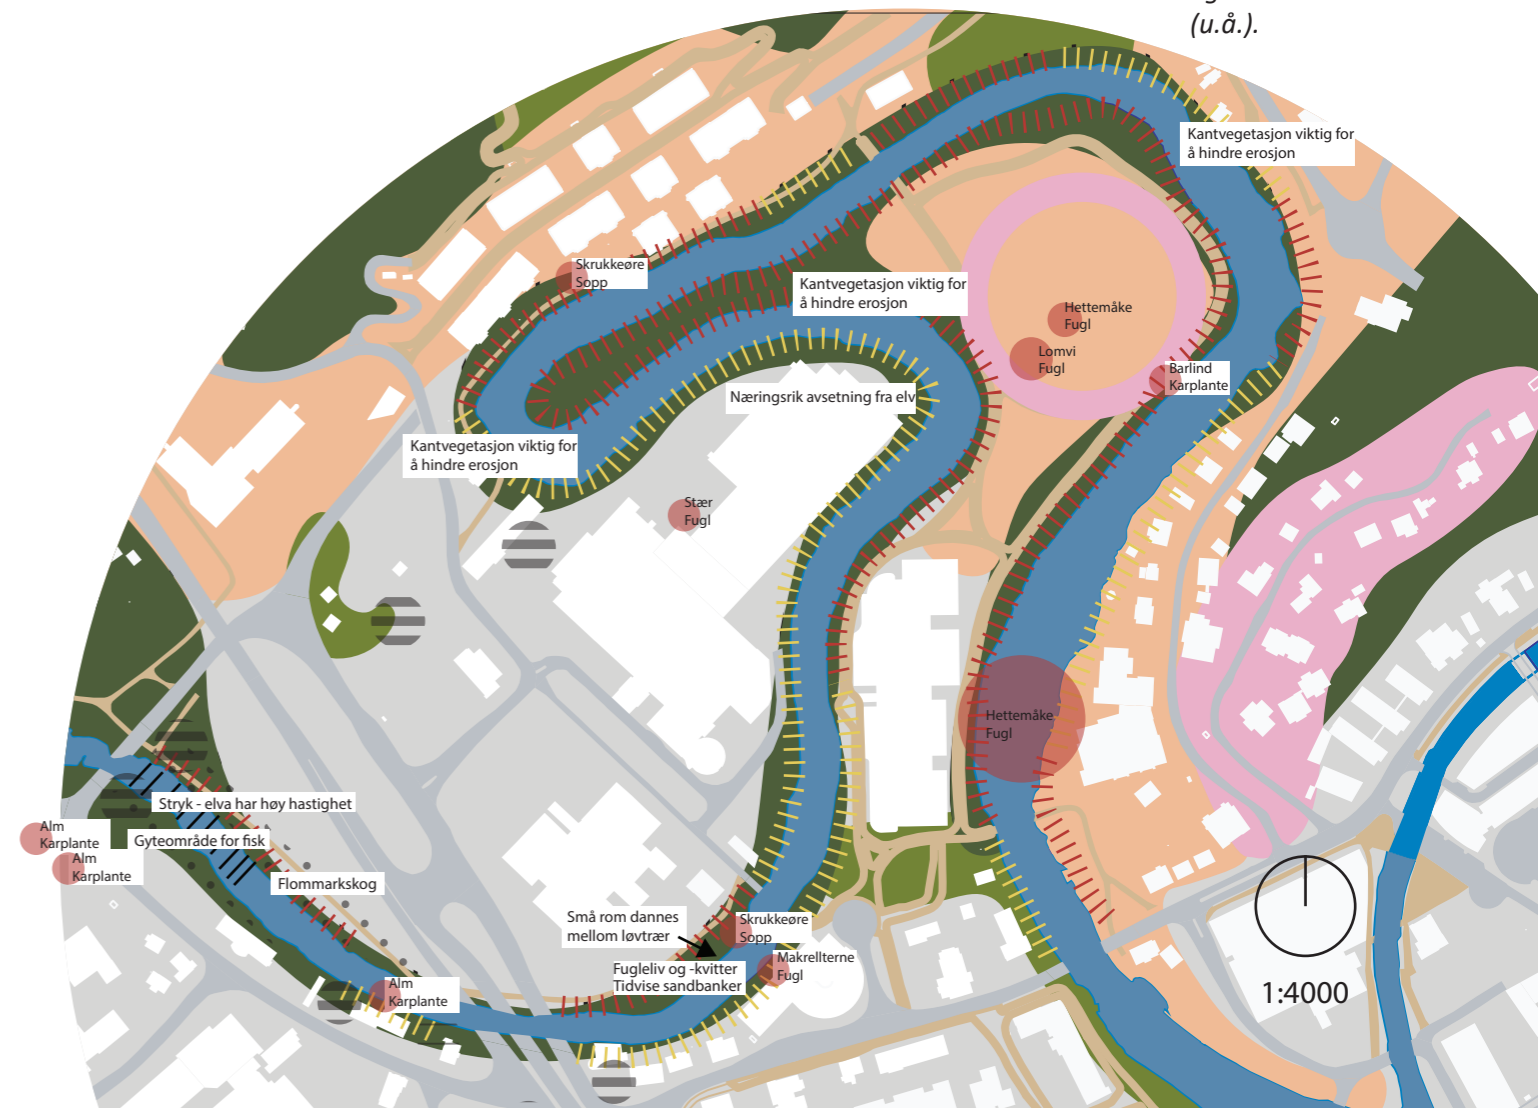 (u.å.).
Kantvegetasjon viktig for
å hindre erosjon
Skrukkeøre
Sopp
Kantvegetasjon viktig for
å hindre erosjon
Hettemåke
Fugl
Lomvi
Fugl
Barlind
Karplante
Næringsrik avsetning fra elv
Kantvegetasjon viktig for
å hindre erosjon
Stær
Fugl
Hettemåke
Fugl
Stryk - elva har høy hastighet
Alm
Karplante
Gyteområde for fisk
Alm
Karplante
Flommarkskog
Små rom dannes
mellom løvtrær
Skrukkeøre
Sopp
Fugleliv og -kvitter
Tidvise sandbanker
Makrellterne
Fugl
Alm
Karplante
1:4000